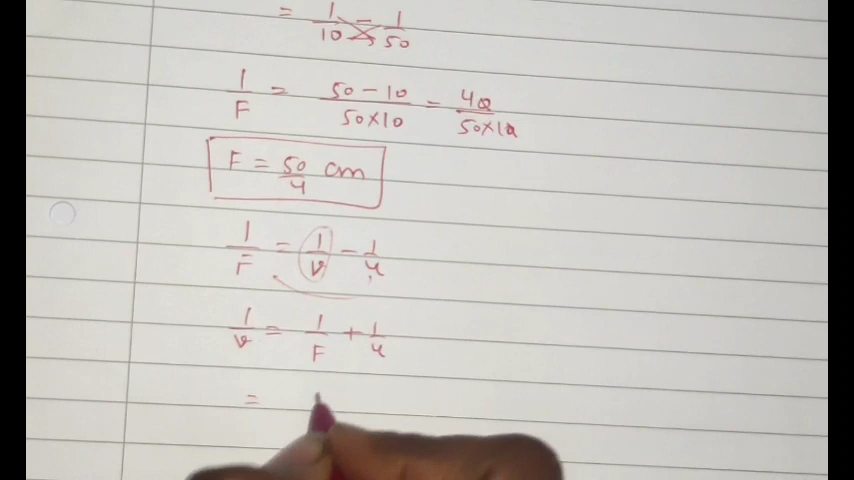 = 1/10 - 1/50
1/F = 50-10/50×10 = 40/50×10
F = 50/4 cm
1/F = 1/v - 1/u
1/v = 1/F + 1/u
=